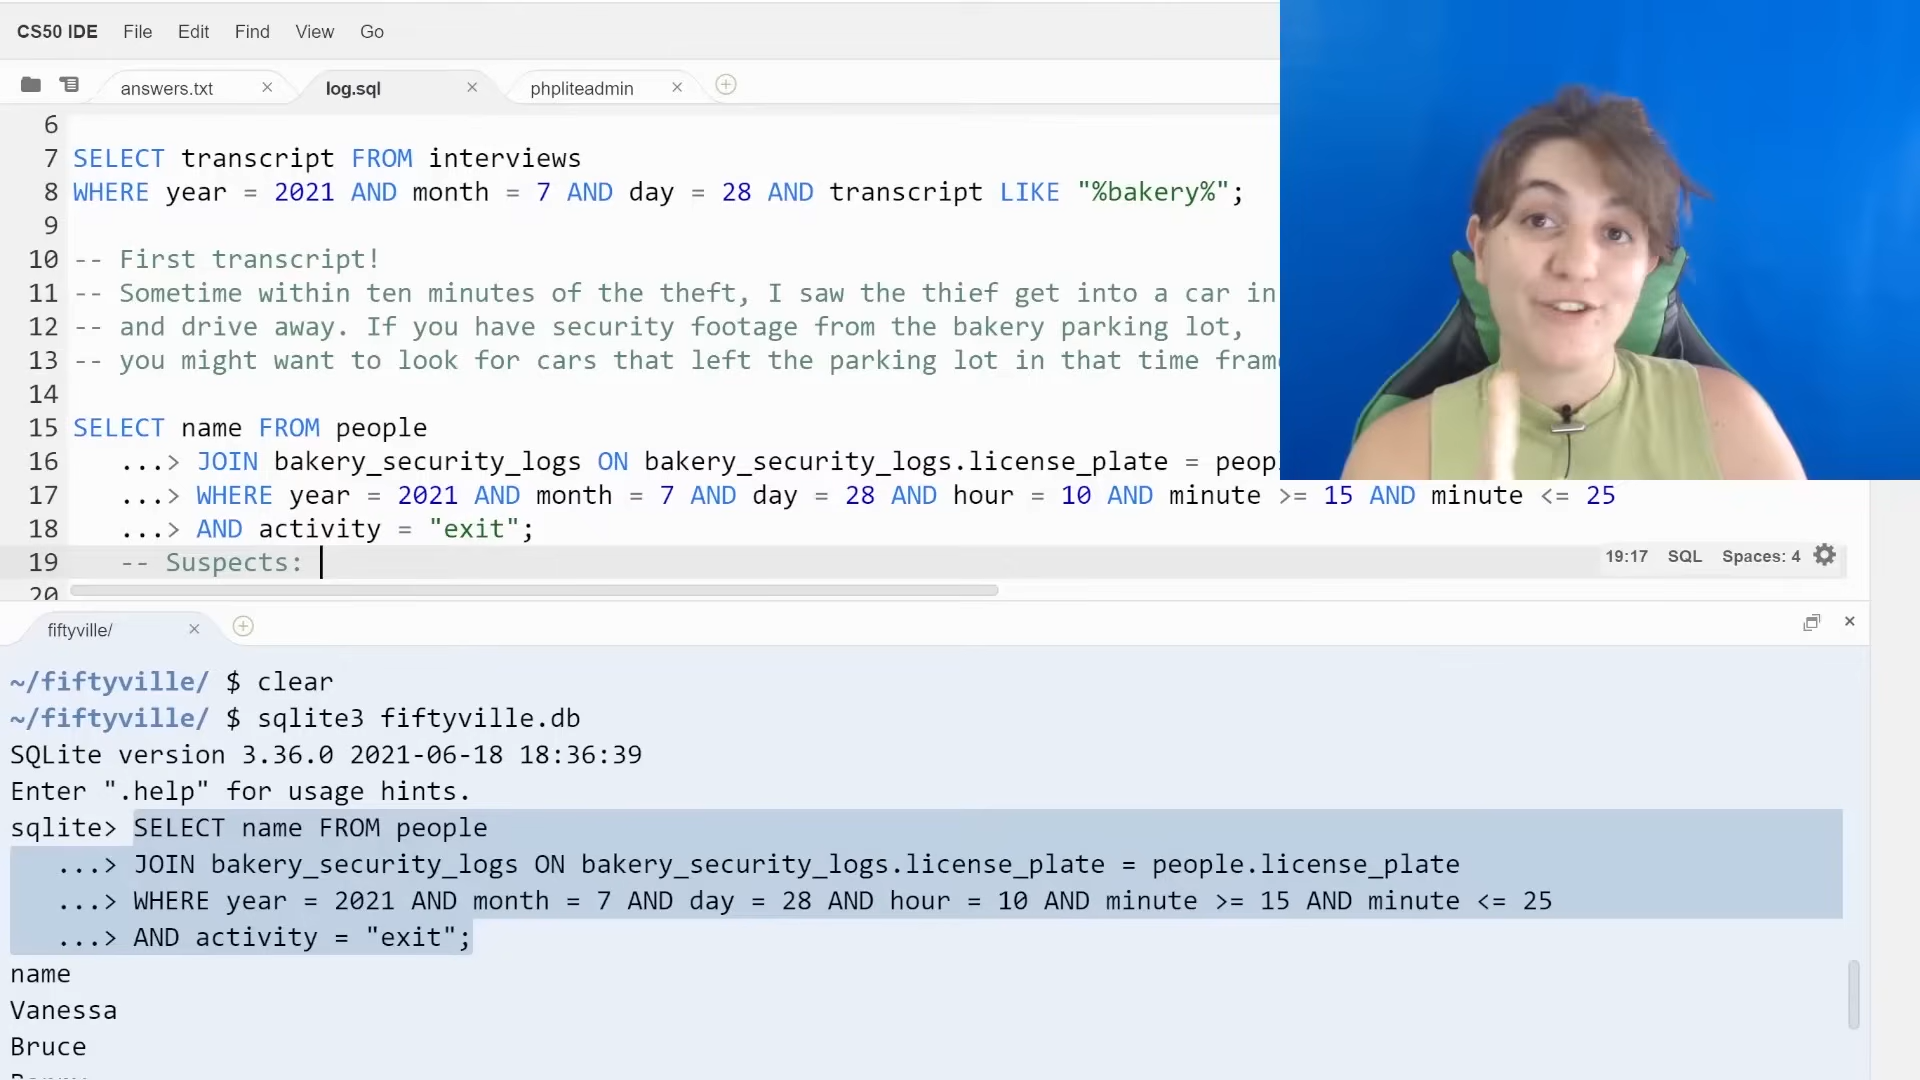 CS50 IDE File Edit Find View Go
answers.txt × log.sql × phpliteadmin ×
6
7 SELECT transcript FROM interviews
8 WHERE year = 2021 AND month = 7 AND day = 28 AND transcript LIKE "%bakery%";
9
10 -- First transcript!
11 -- Sometime within ten minutes of the theft, I saw the thief get into a car in
12 -- and drive away. If you have security footage from the bakery parking lot,
13 -- you might want to look for cars that left the parking lot in that time
14
15 SELECT name FROM people
16 ...> JOIN bakery_security_logs ON bakery_security_logs.license_plate =
17 ...> WHERE year = 2021 AND month = 7 AND day = 28 AND hour = 10 AND minute >= 15 AND minute <= 25
18 ...> AND activity = "exit";
19 -- Suspects:
19:17 SQL Spaces: 4
20
fiftyville/ ×
~/fiftyville/ $ clear
~/fiftyville/ $ sqlite3 fiftyville.db
SQLite version 3.36.0 2021-06-18 18:36:39
Enter ".help" for usage hints.
sqlite> SELECT name FROM people
...> JOIN bakery_security_logs ON bakery_security_logs.license_plate = people.license_plate
...> WHERE year = 2021 AND month = 7 AND day = 28 AND hour = 10 AND minute >= 15 AND minute <= 25
...> AND activity = "exit";
name
Vanessa
Bruce